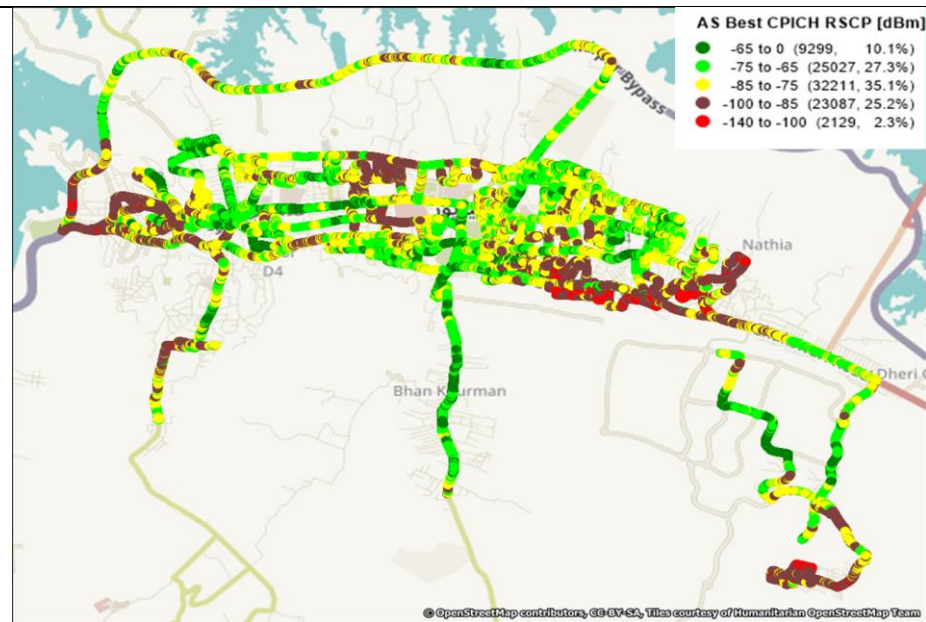 AS Best CPICH RSCP [dBm]
-65 to 0 (9299, 10.1%)
-75 to -65 (25027, 27.3%)
-85 to -75 (32211, 35.1%)
-100 to -85 (23087, 25.2%)
-140 to -100 (2129, 2.3%)
Bypass
Nathia
D4
Dheri
Bhan
© OpenStreetMap contributors, CC-BY-SA, Tiles courtesy of Humanitarian OpenStreetMap Team